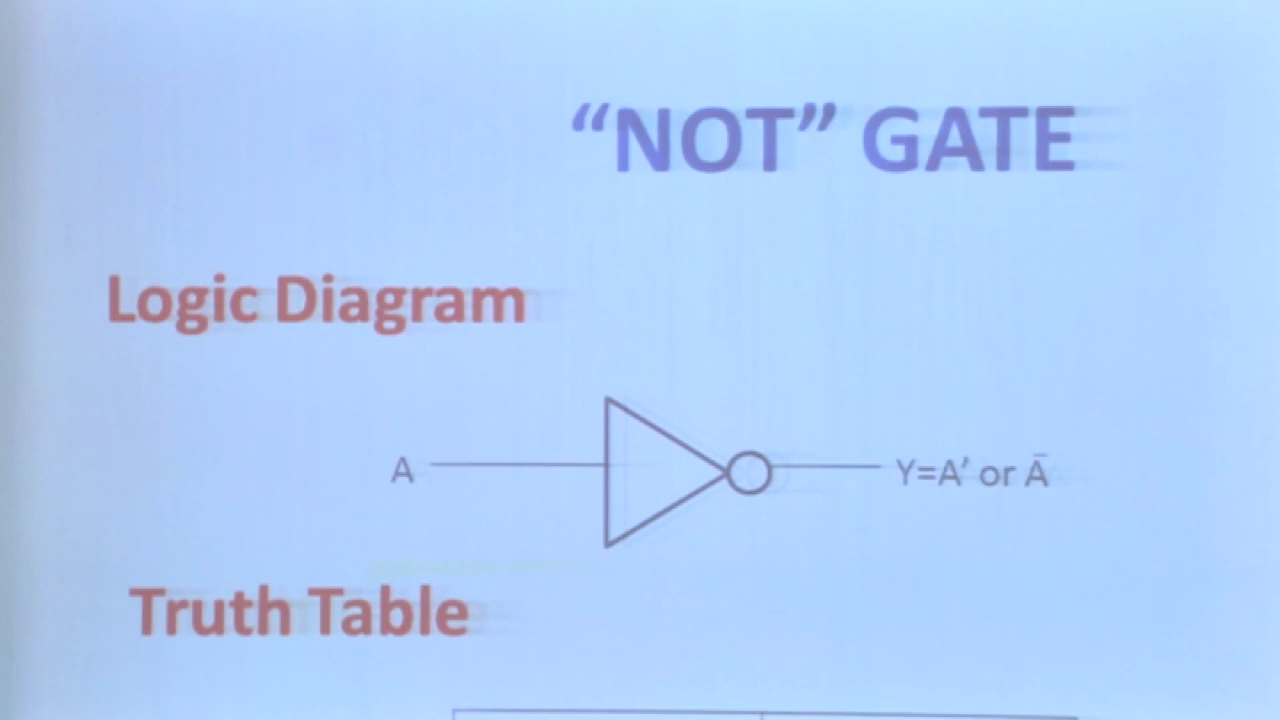 “NOT” GATE
Logic Diagram
A
Y=A’ or Ā
Truth Table